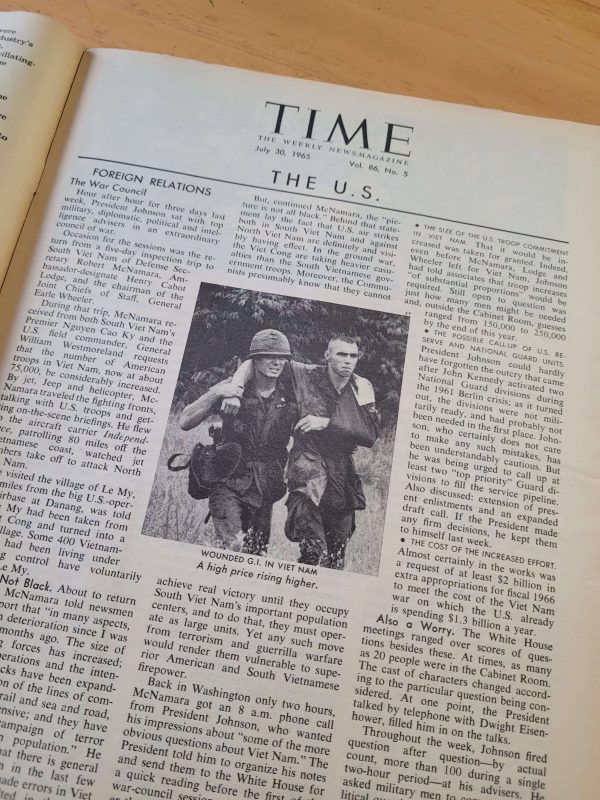 were
dustry's
cillating-
ne
TIME
THE WEEKLY NEWSMAGAZINE
July 30, 1965 Vol. 86, No. 5
THE U.S.
FOREIGN RELATIONS
The War Council
Hour after hour for three days last
week, President Johnson sat with top
military, diplomatic, political and intel-
ligence advisers in an extraordinary
council of war.
Occasion for the sessions was the re-
turn from a five-day inspection trip to
South Viet Nam of Defense Sec-
retary Robert McNamara, Am-
bassador-designate Henry Cabot
Lodge, and the chairman of the
Joint Chiefs of Staff, General
Earle Wheeler.
During that trip, McNamara re-
ceived from both South Viet Nam's
Premier Nguyen Cao Ky and the
U.S. field commander, General
William Westmoreland, requests
that the number of American
troops in Viet Nam, now at about
75,000, be considerably increased.
By jet, Jeep and helicopter, Mc-
Namara traveled the fighting fronts,
talking with U.S. troops and get-
ing on-the-scene briefings. He flew
o the aircraft carrier Independ-
ce, patrolling 80 miles off the
etnamese coast, watched jet
mbers take off to attack North
Nam.
e visited the village of Le My,
miles from the big U.S.-oper-
airbase at Danang, was told
e My had been taken from
t Cong and turned into a
llage. Some 400 Vietnam-
had been living under
ng control have voluntarily
Le My.
Not Black. About to return
McNamara told newsmen
port that "in many aspects,
n deterioration since I was
months ago. The size of
g forces has increased;
perations and the inten-
cks have been expand-
on of the lines of com-
rail and sea and road,
ensive; and they have
campaign of terror
n population." He
hat there is general
n in the last few
ade errors in Viet
But, continued McNamara, the "pic-
ture is not all black." Behind that state-
ment lay the fact that U.S. air strikes
both in South Viet Nam and against
North Viet Nam are definitely and visi-
bly having effect. In the ground war,
the Viet Cong are taking heavier casu-
alties than the South Vietnamese gov-
ernment troops. Moreover, the Commu-
nists presumably know that they cannot
WOUNDED G.I. IN VIET NAM
A high price rising higher.
achieve real victory until they occupy
South Viet Nam's important population
centers, and to do that, they must oper-
ate as large units. Yet any such move
from terrorism and guerrilla warfare
would render them vulnerable to supe-
rior American and South Vietnamese
firepower.
Back in Washington only two hours,
McNamara got an 8 a.m. phone call
from President Johnson, who wanted
his impressions about "some of the more
obvious questions about Viet Nam." The
President told him to organize his notes
and send them to the White House for
a quick reading before the first of the
war-council sessions
• THE SIZE OF THE U.S. TROOP COMMITMENT
IN VIET NAM. That it would be in-
creased was taken for granted. Indeed,
even before McNamara, Lodge and
Wheeler left for Viet Nam, Johnson
had told associates that troop increases
"of substantial proportions" would be
required. Still open to question was
just how many men might be needed
and, outside the Cabinet Room, guesses
ranged from 150,000 to 250,000
by the end of this year.
• THE POSSIBLE CALL-UP OF U.S. RE-
SERVE AND NATIONAL GUARD UNITS.
President Johnson could hardly
have forgotten the outcry that came
after John Kennedy activated two
National Guard divisions during
the 1961 Berlin crisis; as it turned
out, the divisions were not mili-
tarily ready, and had probably not
been needed in the first place. John-
son, who certainly does not care
to make any such mistakes, has
been understandably cautious. But
he was being urged to call up at
least two "top priority" Guard di-
visions to fill the service pipeline.
Also discussed: extension of pres-
ent enlistments and an expanded
draft call. If the President made
any firm decisions, he kept them
to himself last week.
• THE COST OF THE INCREASED EFFORT.
Almost certainly in the works was
a request of at least $2 billion in
extra appropriations for fiscal 1966
to meet the cost of the Viet Nam
war on which the U.S. already
is spending $1.3 billion a year.
Also a Worry. The White House
meetings ranged over scores of ques-
tions besides these. At times, as many
as 20 people were in the Cabinet Room.
The cast of characters changed accord-
ing to the particular question being con-
sidered. At one point, the President
talked by telephone with Dwight Eisen-
hower, filled him in on the talks.
Throughout the week, Johnson fired
question after question—by actual
count, more than 100 during a single
two-hour period—at his advisers. He
asked military men to